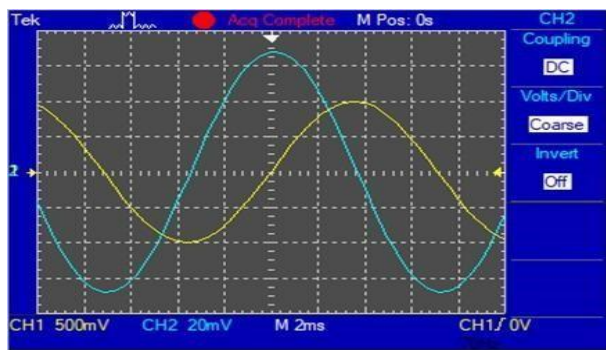 Tek Acq Complete M Pos: 0s CH2
Coupling
DC
Volts/Div
Coarse
Invert
Off
CH1 500mV CH2 20mV M 2ms CH1 0V